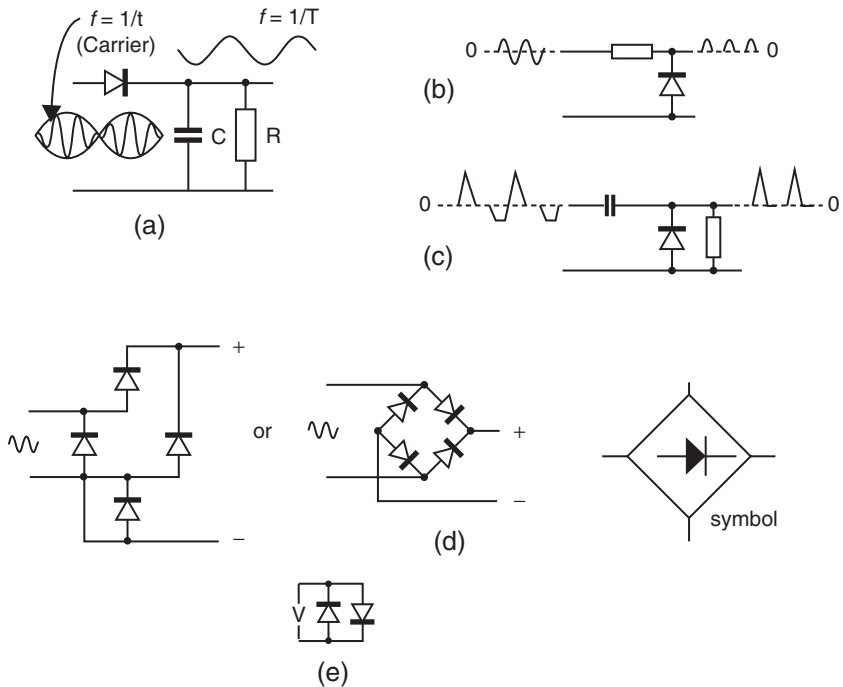 f = 1/t
(Carrier)
f = 1/T
C
R
(a)
0
0
(b)
0
0
(c)
+
−
or
+
−
(d)
symbol
V
(e)